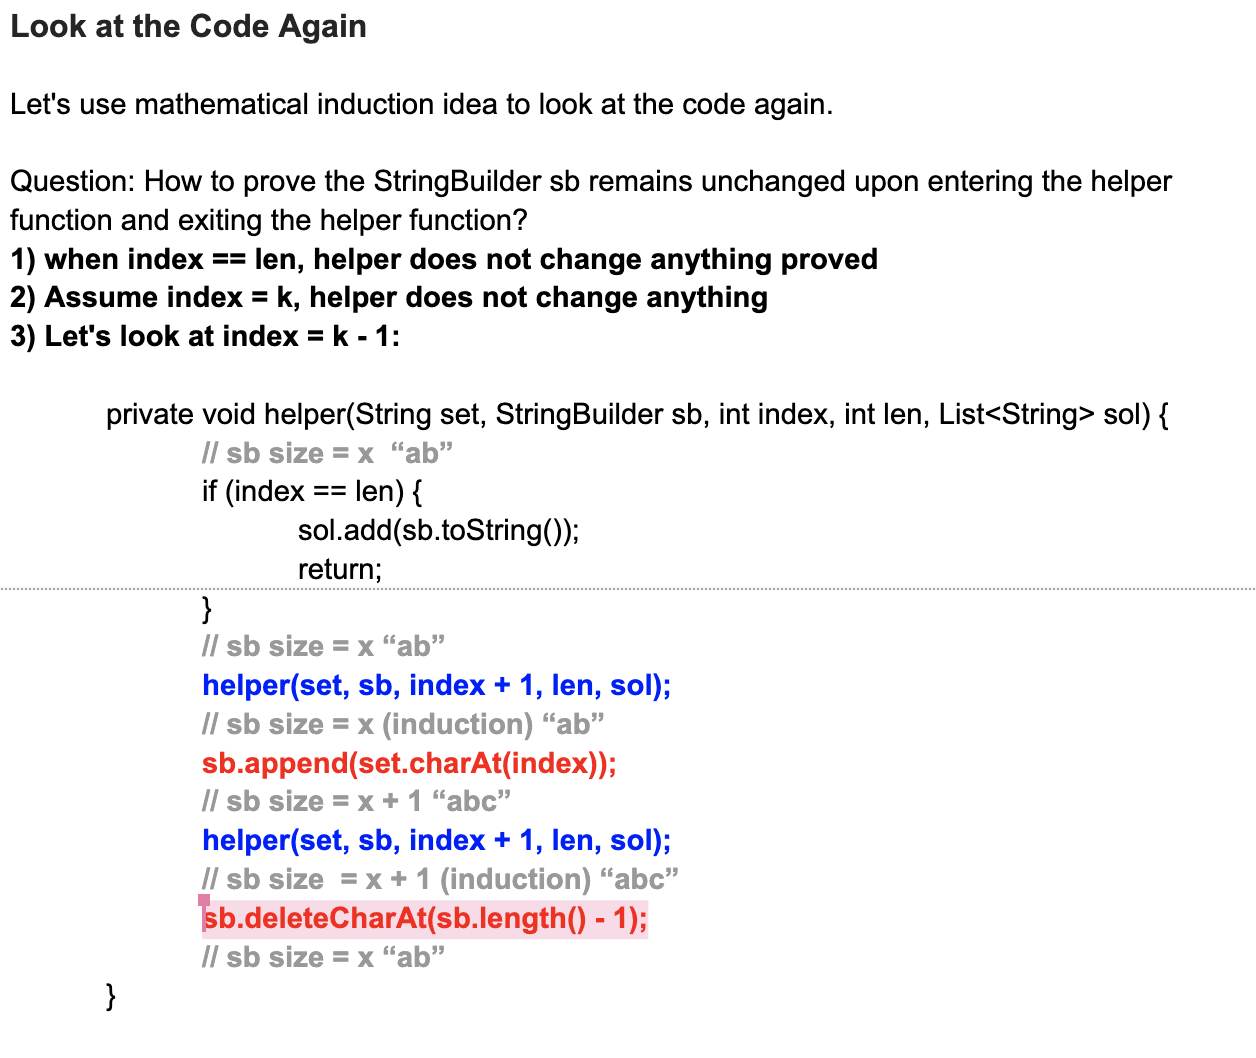 Look at the Code Again
Let's use mathematical induction idea to look at the code again.
Question: How to prove the StringBuilder sb remains unchanged upon entering the helper
function and exiting the helper function?
1) when index == len, helper does not change anything proved
2) Assume index = k, helper does not change anything
3) Let's look at index = k - 1:
private void helper(String set, StringBuilder sb, int index, int len, List<String> sol) {
// sb size = x  “ab”
if (index == len) {
sol.add(sb.toString());
return;
}
// sb size = x “ab”
helper(set, sb, index + 1, len, sol);
// sb size = x (induction) “ab”
sb.append(set.charAt(index));
// sb size = x + 1 “abc”
helper(set, sb, index + 1, len, sol);
// sb size  = x + 1 (induction) “abc”
sb.deleteCharAt(sb.length() - 1);
// sb size = x “ab”
}